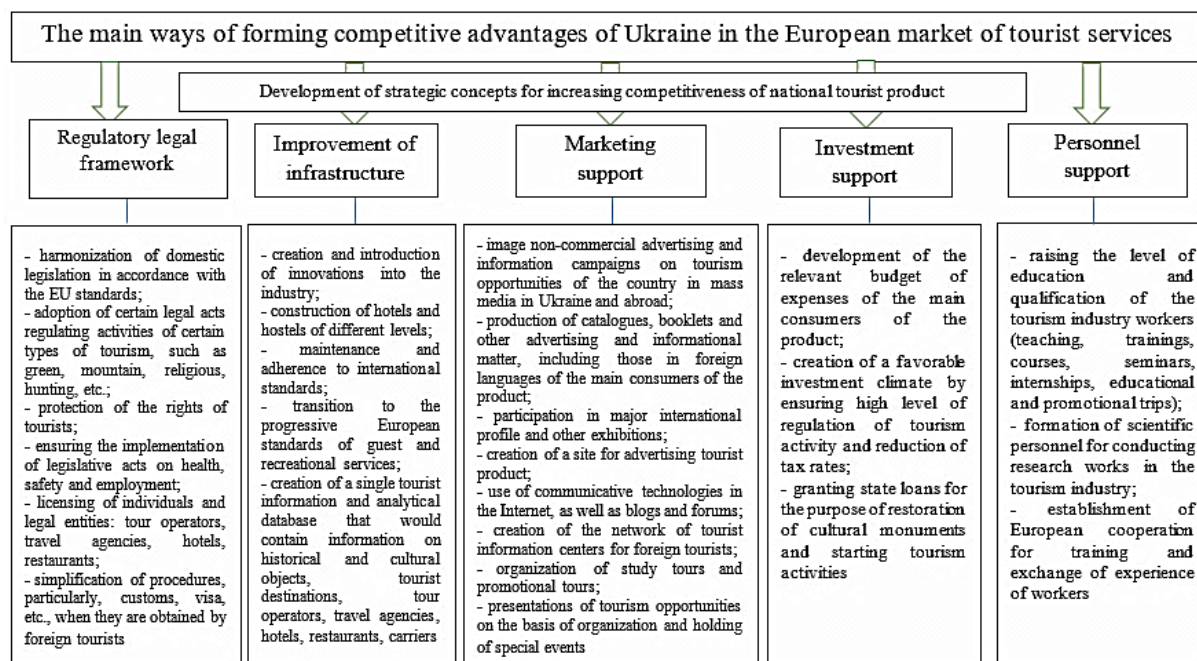 The main ways of forming competitive advantages of Ukraine in the European market of tourist services
Development of strategic concepts for increasing competitiveness of national tourist product
Regulatory legal
framework
Improvement of
infrastructure
Marketing
support
Investment
support
Personnel
support
- harmonization of domestic
legislation in accordance with
the EU standards;
- adoption of certain legal acts
regulating activities of certain
types of tourism, such as
green, mountain, religious,
hunting, etc.;
- protection of the rights of
tourists;
- ensuring the implementation
of legislative acts on health,
safety and employment;
- licensing of individuals and
legal entities: tour operators,
travel agencies, hotels,
restaurants;
- simplification of procedures,
particularly, customs, visa,
etc., when they are obtained by
foreign tourists
- creation and introduction
of innovations into the
industry;
- construction of hotels and
hostels of different levels;
- maintenance and
adherence to international
standards;
- transition to the
progressive European
standards of guest and
recreational services;
- creation of a single tourist
information and analytical
database that would
contain information on
historical and cultural
objects, tourist
destinations, tour
operators, travel agencies,
hotels, restaurants, carriers
- image non-commercial advertising and
information campaigns on tourism
opportunities of the country in mass
media in Ukraine and abroad;
- production of catalogues, booklets and
other advertising and informational
matter, including those in foreign
languages of the main consumers of the
product;
- participation in major international
profile and other exhibitions;
- creation of a site for advertising tourist
product;
- use of communicative technologies in
the Internet, as well as blogs and forums;
- creation of the network of tourist
information centers for foreign tourists;
- organization of study tours and
promotional tours;
- presentations of tourism opportunities
on the basis of organization and holding
of special events
- development of the
relevant budget of
expenses of the main
consumers of the
product;
- creation of a favorable
investment climate by
ensuring high level of
regulation of tourism
activity and reduction of
tax rates;
- granting state loans for
the purpose of restoration
of cultural monuments
and starting tourism
activities
- raising the level of
education and
qualification of the
tourism industry workers
(teaching, trainings,
courses, seminars,
internships, educational
and promotional trips);
- formation of scientific
personnel for conducting
research works in the
tourism industry;
- establishment of
European cooperation
for training and
exchange of experience
of workers